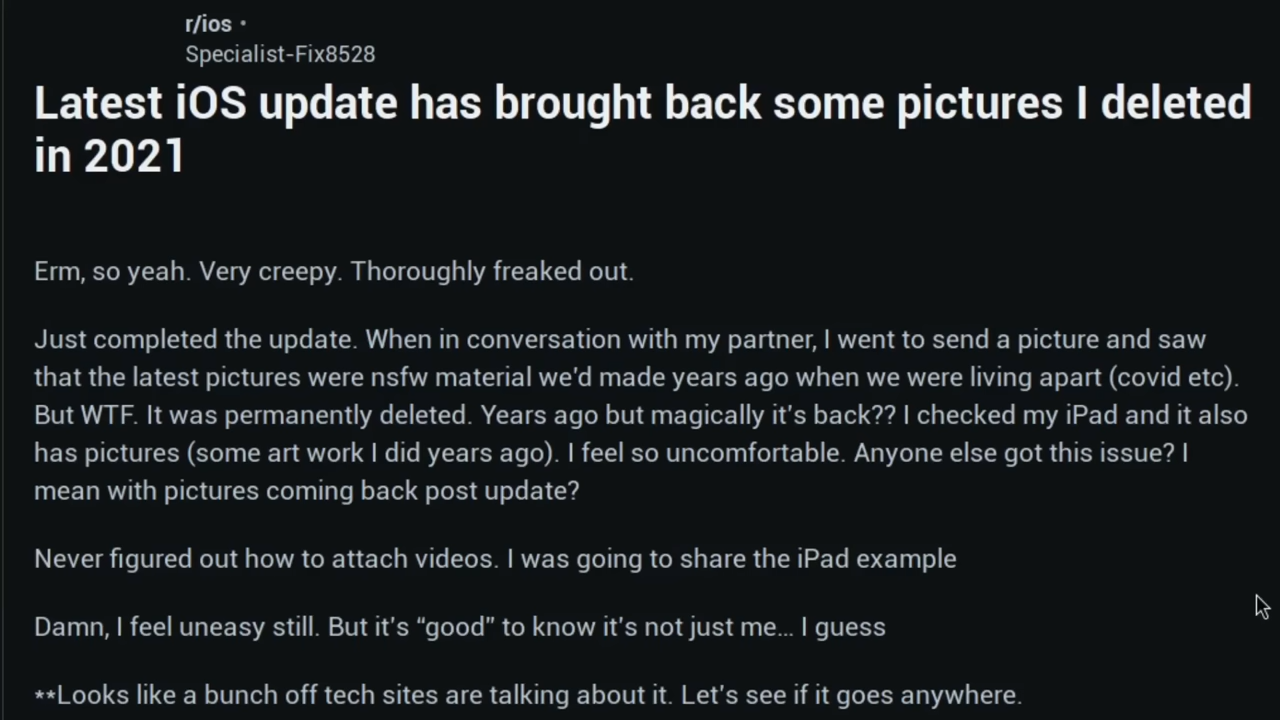 r/ios •
Specialist-Fix8528
Latest iOS update has brought back some pictures I deleted
in 2021
Erm, so yeah. Very creepy. Thoroughly freaked out.
Just completed the update. When in conversation with my partner, I went to send a picture and saw
that the latest pictures were nsfw material we'd made years ago when we were living apart (covid etc).
But WTF. It was permanently deleted. Years ago but magically it's back?? I checked my iPad and it also
has pictures (some art work I did years ago). I feel so uncomfortable. Anyone else got this issue? I
mean with pictures coming back post update?
Never figured out how to attach videos. I was going to share the iPad example
Damn, I feel uneasy still. But it's “good” to know it's not just me… I guess
**Looks like a bunch off tech sites are talking about it. Let's see if it goes anywhere.